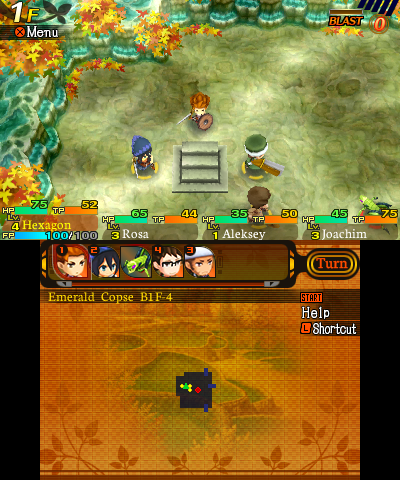 1F
X Menu
BLAST 0
HP 75 TP 52
Lv 4 Hexagon
FP 100/100
HP 65 TP 44
Lv 3 Rosa
HP 35 TP 50
Lv 1 Aleksey
HP 45 TP 75
Lv 3 Joachim
1 2 4 3
Turn
1
Emerald Copse B1F-4
START
Help
L Shortcut